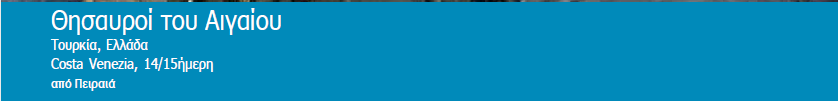 Θησαυροί του Αιγαίου
Τουρκία, Ελλάδα
Costa Venezia, 14/15ήμερη
από Πειραιά